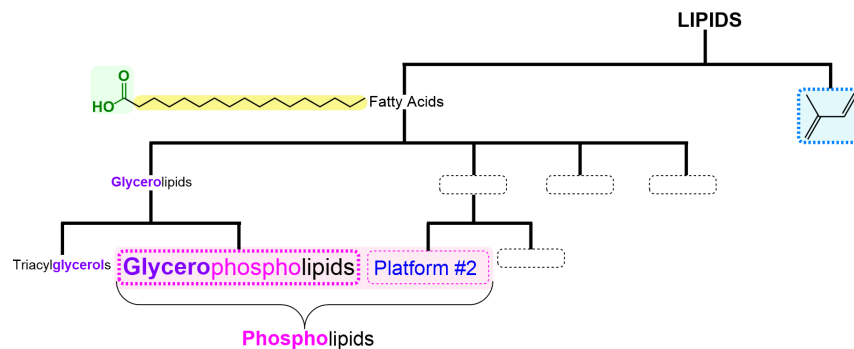 LIPIDS
O
HO
Fatty Acids
Glycerolipids
Triacylglycerols
Glycerophospholipids
Platform #2
Phospholipids